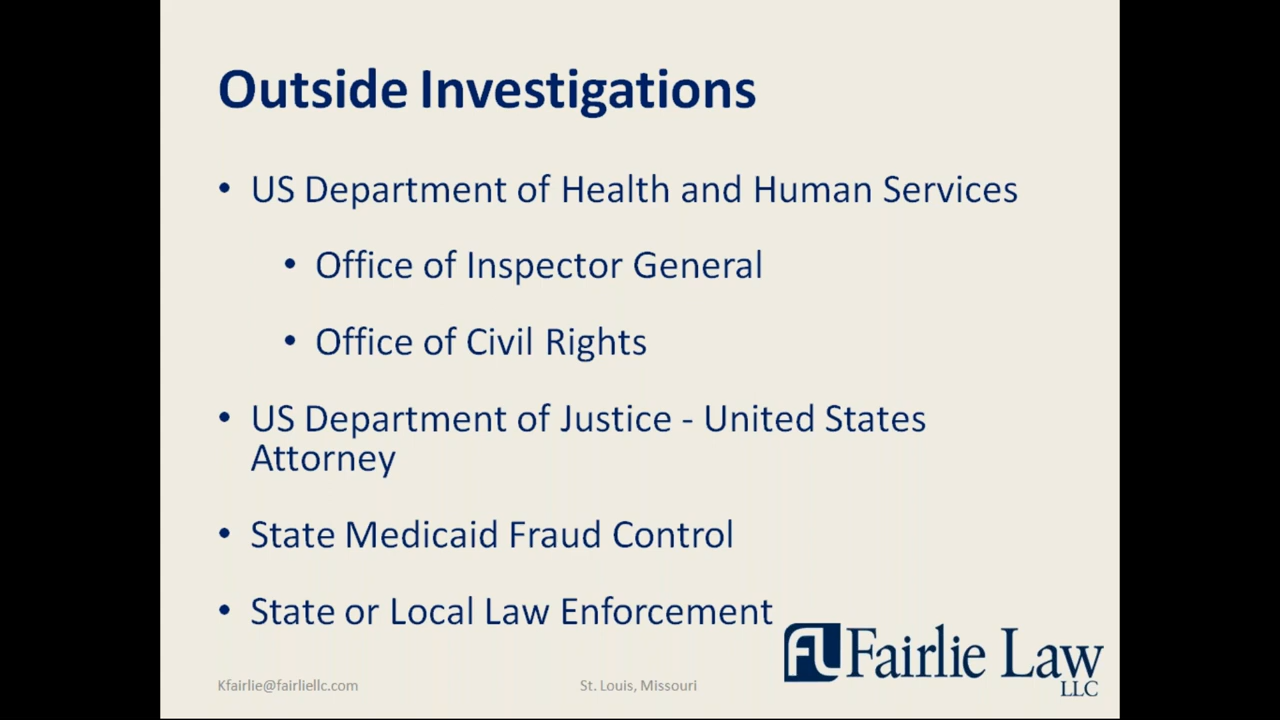 Outside Investigations
• US Department of Health and Human Services
• Office of Inspector General
• Office of Civil Rights
• US Department of Justice - United States
Attorney
• State Medicaid Fraud Control
• State or Local Law Enforcement
FL Fairlie Law
LLC
Kfairlie@fairliellc.com
St. Louis, Missouri